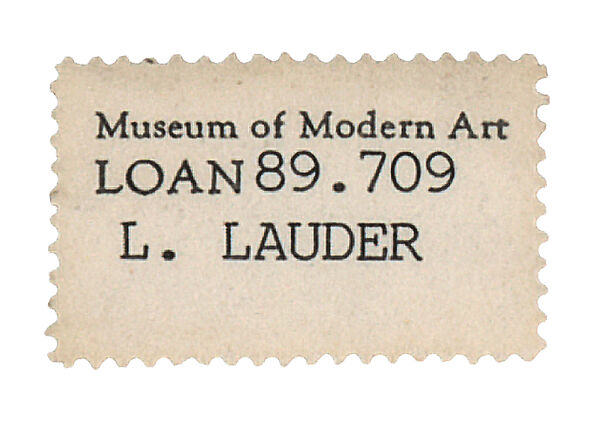 Museum of Modern Art
LOAN 89.709
L. LAUDER